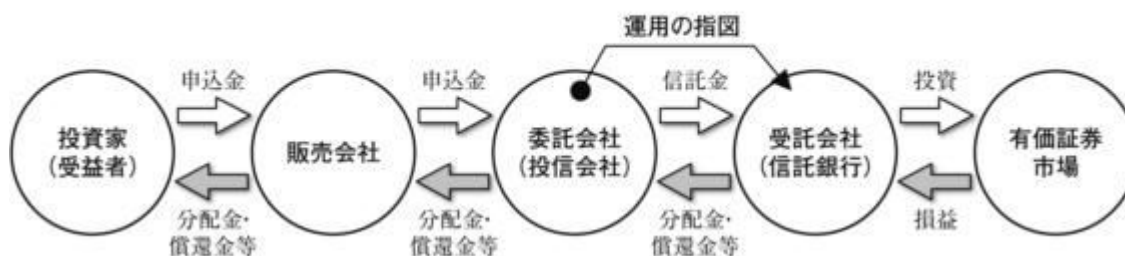 運用の指図
申込金
申込金
信託金
投資
投資家
(受益者)
販売会社
委託会社
(投信会社)
受託会社
(信託銀行)
有価証券
市場
分配金・
償還金等
分配金・
償還金等
分配金・
償還金等
損益